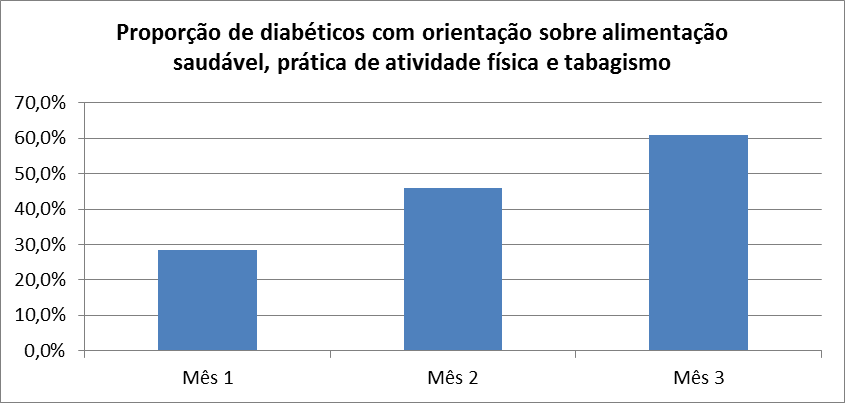 Proporção de diabéticos com orientação sobre alimentação
saudável, prática de atividade física e tabagismo
70,0%
60,0%
50,0%
40,0%
30,0%
20,0%
10,0%
0,0%
Mês 1 Mês 2 Mês 3